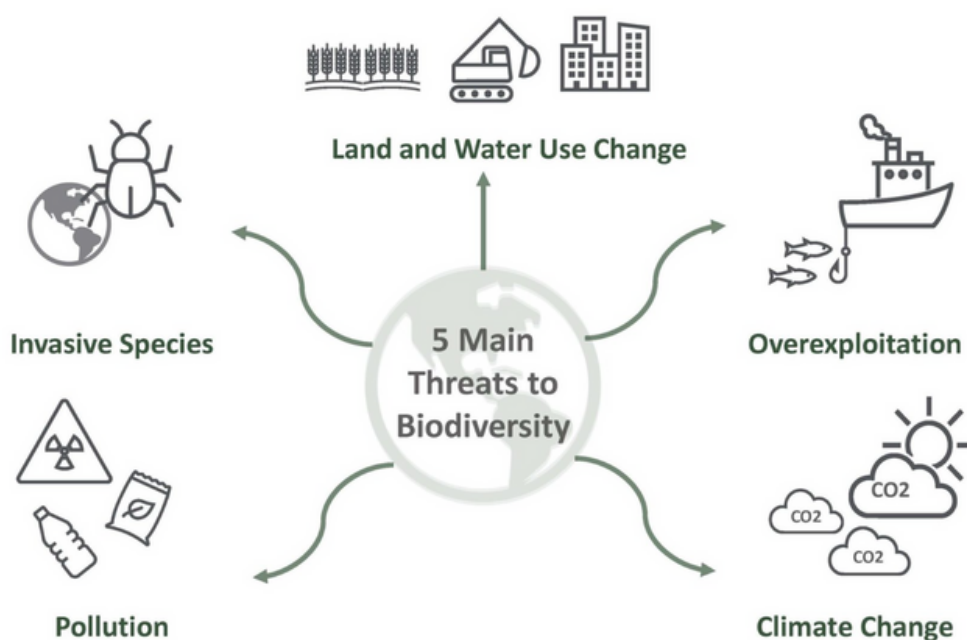 Land and Water Use Change
Invasive Species
5 Main
Threats to
Biodiversity
Overexploitation
CO2
CO2
CO2
Pollution
Climate Change